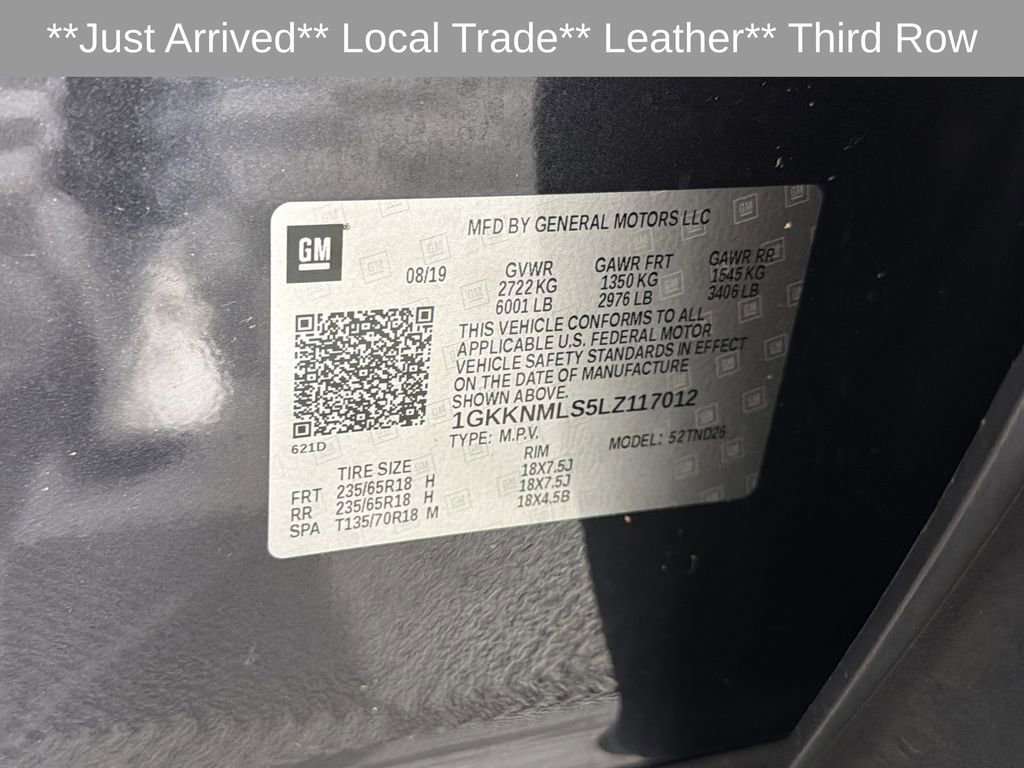 **Just Arrived** Local Trade** Leather** Third Row
GM
MFD BY GENERAL MOTORS LLC
08/19
GVWR
2722 KG
6001 LB
GAWR FRT
1350 KG
2976 LB
GAWR RR
1545 KG
3406 LB
THIS VEHICLE CONFORMS TO ALL
APPLICABLE U.S. FEDERAL MOTOR
VEHICLE SAFETY STANDARDS IN EFFECT
ON THE DATE OF MANUFACTURE
SHOWN ABOVE.
1GKKNMLS5LZ117012
TYPE: M.P.V. MODEL: 52TND26
621D
TIRE SIZE RIM
FRT 235/65R18 H 18X7.5J
RR 235/65R18 H 18X7.5J
SPA T135/70R18 M 18X4.5B